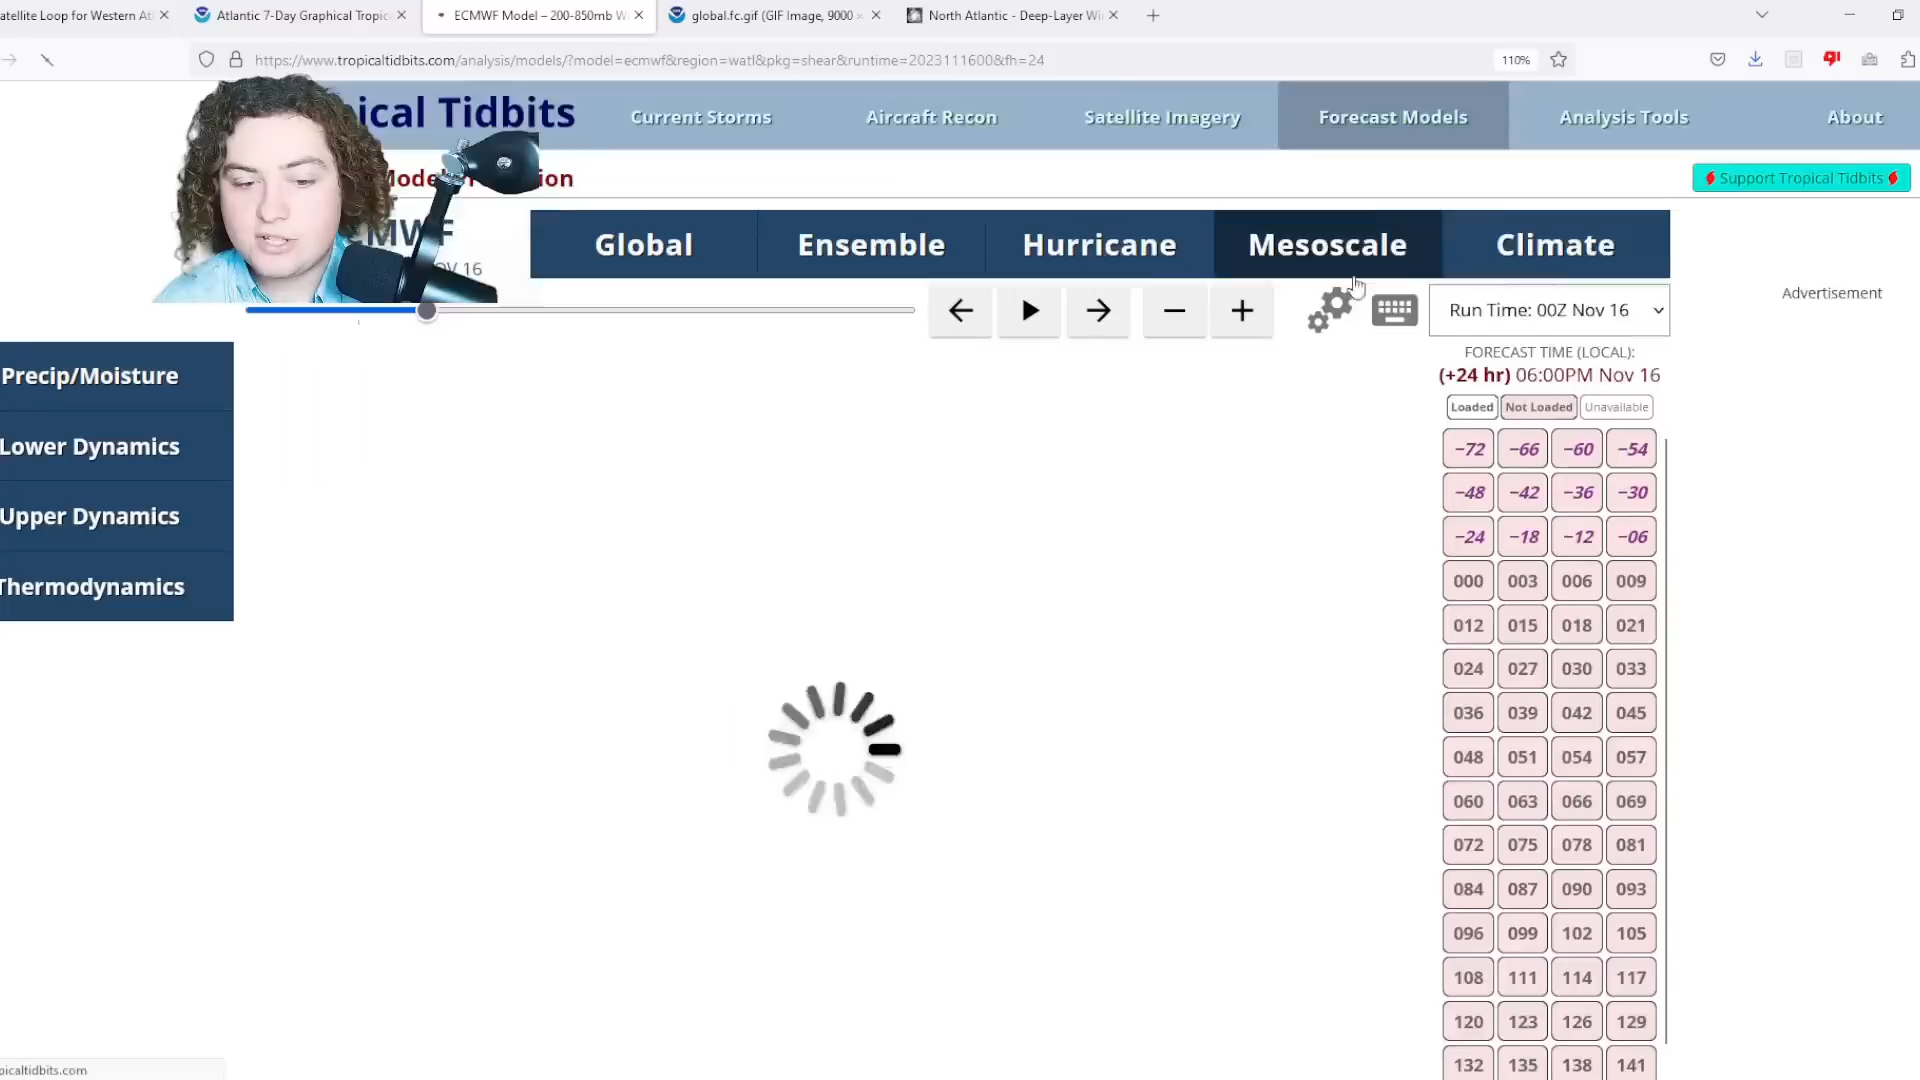 atellite Loop for Western Atl
Atlantic 7-Day Graphical Tropic
ECMWF Model – 200-850mb W
global.fc.gif (GIF Image, 9000 ×
North Atlantic - Deep-Layer Wi
https://www.tropicaltidbits.com/analysis/models/?model=ecmwf&region=watl&pkg=shear&runtime=2023111600&fh=24
110%
ical Tidbits
Current Storms
Aircraft Recon
Satellite Imagery
Forecast Models
Analysis Tools
About
Support Tropical Tidbits
MWF
OV 16
Global
Ensemble
Hurricane
Mesoscale
Climate
Run Time: 00Z Nov 16
Advertisement
FORECAST TIME (LOCAL):
(+24 hr) 06:00PM Nov 16
Loaded Not Loaded Unavailable
Precip/Moisture
Lower Dynamics
Upper Dynamics
Thermodynamics
−72 −66 −60 −54
−48 −42 −36 −30
−24 −18 −12 −06
000 003 006 009
012 015 018 021
024 027 030 033
036 039 042 045
048 051 054 057
060 063 066 069
072 075 078 081
084 087 090 093
096 099 102 105
108 111 114 117
120 123 126 129
132 135 138 141
picaltidbits.com